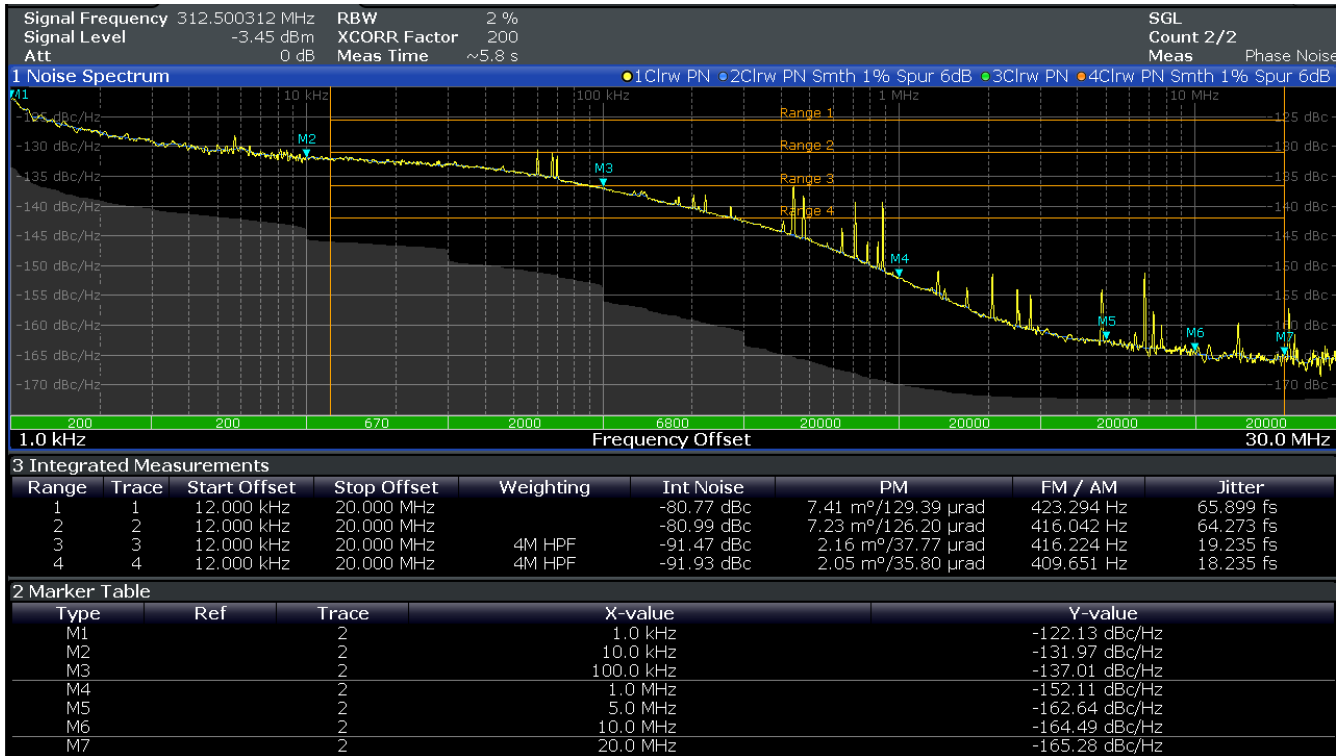 Signal Frequency 312.500312 MHz RBW 2 % SGL
Signal Level -3.45 dBm XCORR Factor 200 Count 2/2
Att 0 dB Meas Time ~5.8 s Meas Phase Noise
1 Noise Spectrum 1Clrw PN 2Clrw PN Smth 1% Spur 6dB 3Clrw PN 4Clrw PN Smth 1% Spur 6dB
M1 10 kHz 100 kHz 1 MHz 10 MHz
Range 1
-125 dBc/Hz -125 dBc
M2
-130 dBc/Hz Range 2 -130 dBc
M3
-135 dBc/Hz Range 3 -135 dBc
-140 dBc/Hz Range 4 -140 dBc
-145 dBc/Hz -145 dBc
M4
-150 dBc/Hz -150 dBc
-155 dBc/Hz -155 dBc
M5
-160 dBc/Hz M6 M7 dBc
-165 dBc/Hz dBc
-170 dBc/Hz -170 dBc
200 200 670 2000 6800 20000 20000 20000 20000
1.0 kHz Frequency Offset 30.0 MHz
3 Integrated Measurements
Range Trace Start Offset Stop Offset Weighting Int Noise PM FM / AM Jitter
1 1 12.000 kHz 20.000 MHz -80.77 dBc 7.41 m°/129.39 µrad 423.294 Hz 65.899 fs
2 2 12.000 kHz 20.000 MHz -80.99 dBc 7.23 m°/126.20 µrad 416.042 Hz 64.273 fs
3 3 12.000 kHz 20.000 MHz 4M HPF -91.47 dBc 2.16 m°/37.77 µrad 416.224 Hz 19.235 fs
4 4 12.000 kHz 20.000 MHz 4M HPF -91.93 dBc 2.05 m°/35.80 µrad 409.651 Hz 18.235 fs
2 Marker Table
Type Ref Trace X-value Y-value
M1 2 1.0 kHz -122.13 dBc/Hz
M2 2 10.0 kHz -131.97 dBc/Hz
M3 2 100.0 kHz -137.01 dBc/Hz
M4 2 1.0 MHz -152.11 dBc/Hz
M5 2 5.0 MHz -162.64 dBc/Hz
M6 2 10.0 MHz -164.49 dBc/Hz
M7 2 20.0 MHz -165.28 dBc/Hz